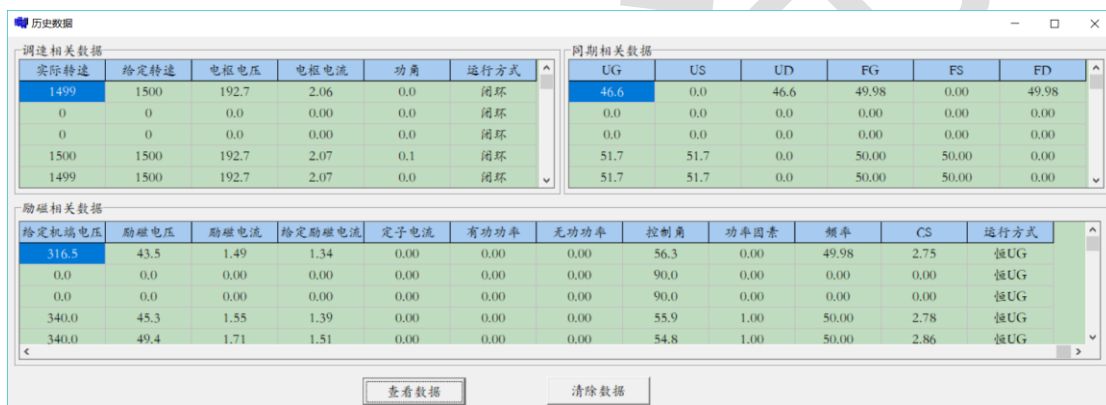 历史数据
调速相关数据
实际转速 给定转速 电枢电压 电枢电流 功角 运行方式
1499 1500 192.7 2.06 0.0 闭环
0 0 0.0 0.00 0.0 闭环
0 0 0.0 0.00 0.0 闭环
1500 1500 192.7 2.07 0.1 闭环
1499 1500 192.7 2.07 0.0 闭环
同期相关数据
UG US UD FG FS FD
46.6 0.0 46.6 49.98 0.00 49.98
0.0 0.0 0.0 0.00 0.00 0.00
0.0 0.0 0.0 0.00 0.00 0.00
51.7 51.7 0.0 50.00 50.00 0.00
51.7 51.7 0.0 50.00 50.00 0.00
励磁相关数据
给定机端电压 励磁电压 励磁电流 给定励磁电流 定子电流 有功功率 无功功率 控制角 功率因素 频率 CS 运行方式
316.5 43.5 1.49 1.34 0.00 0.00 0.00 56.3 0.00 49.98 2.75 恒UG
0.0 0.0 0.00 0.00 0.00 0.00 0.00 90.0 0.00 0.00 0.00 恒UG
0.0 0.0 0.00 0.00 0.00 0.00 0.00 90.0 0.00 0.00 0.00 恒UG
340.0 45.3 1.55 1.39 0.00 0.00 0.00 55.9 1.00 50.00 2.78 恒UG
340.0 49.4 1.71 1.51 0.00 0.00 0.00 54.8 1.00 50.00 2.86 恒UG
查看数据 清除数据